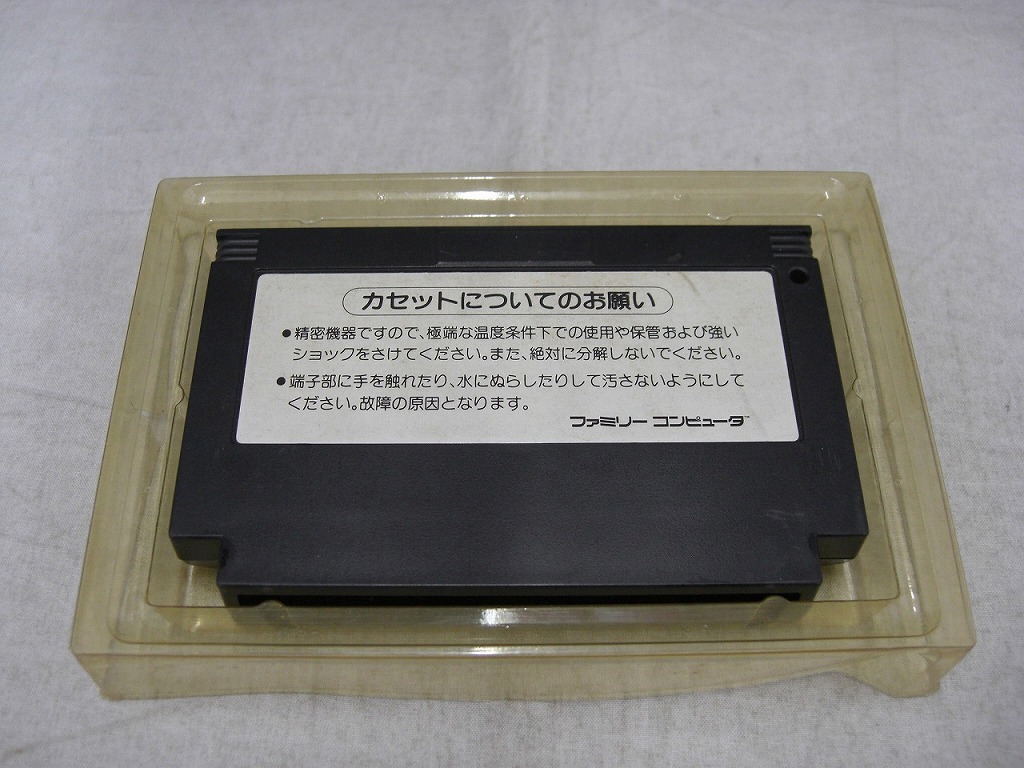 カセットについてのお願い
●精密機器ですので、極端な温度条件下での使用や保管および強い
ショックをさけてください。また、絶対に分解しないでください。
●端子部に手を触れたり、水にぬらしたりして汚さないようにして
ください。故障の原因となります。
ファミリー コンピュータ™